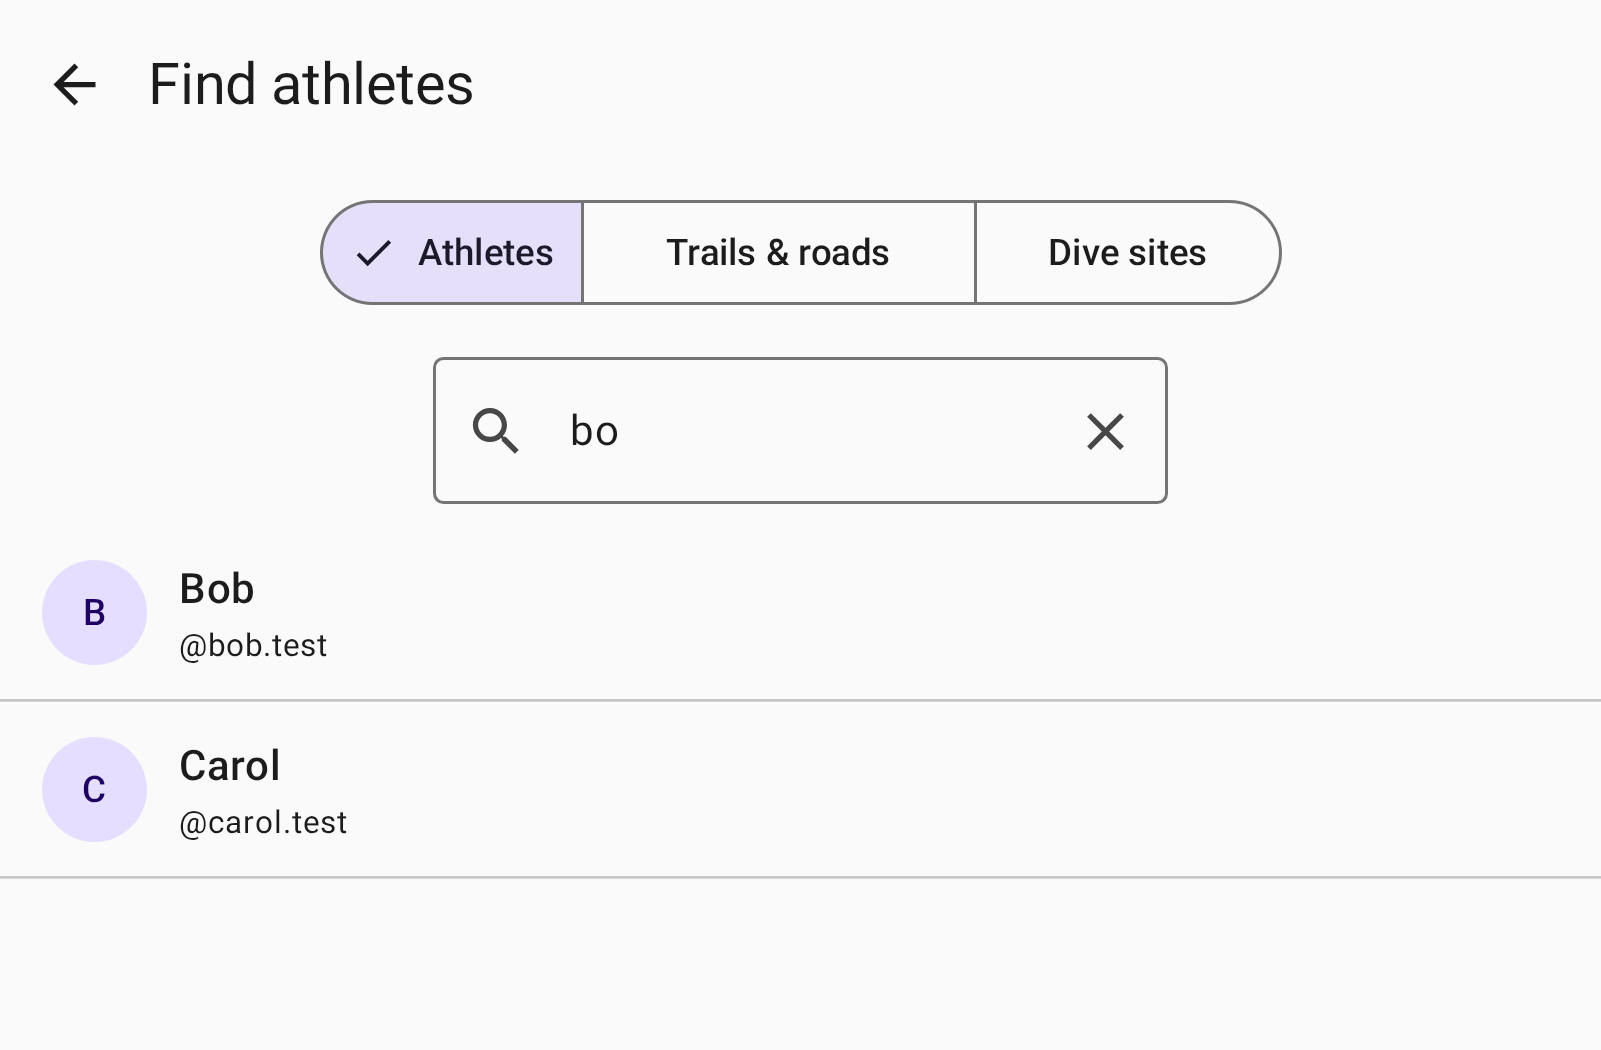 Find athletes
Athletes
Trails & roads
Dive sites
bo
B
Bob
@bob.test
C
Carol
@carol.test